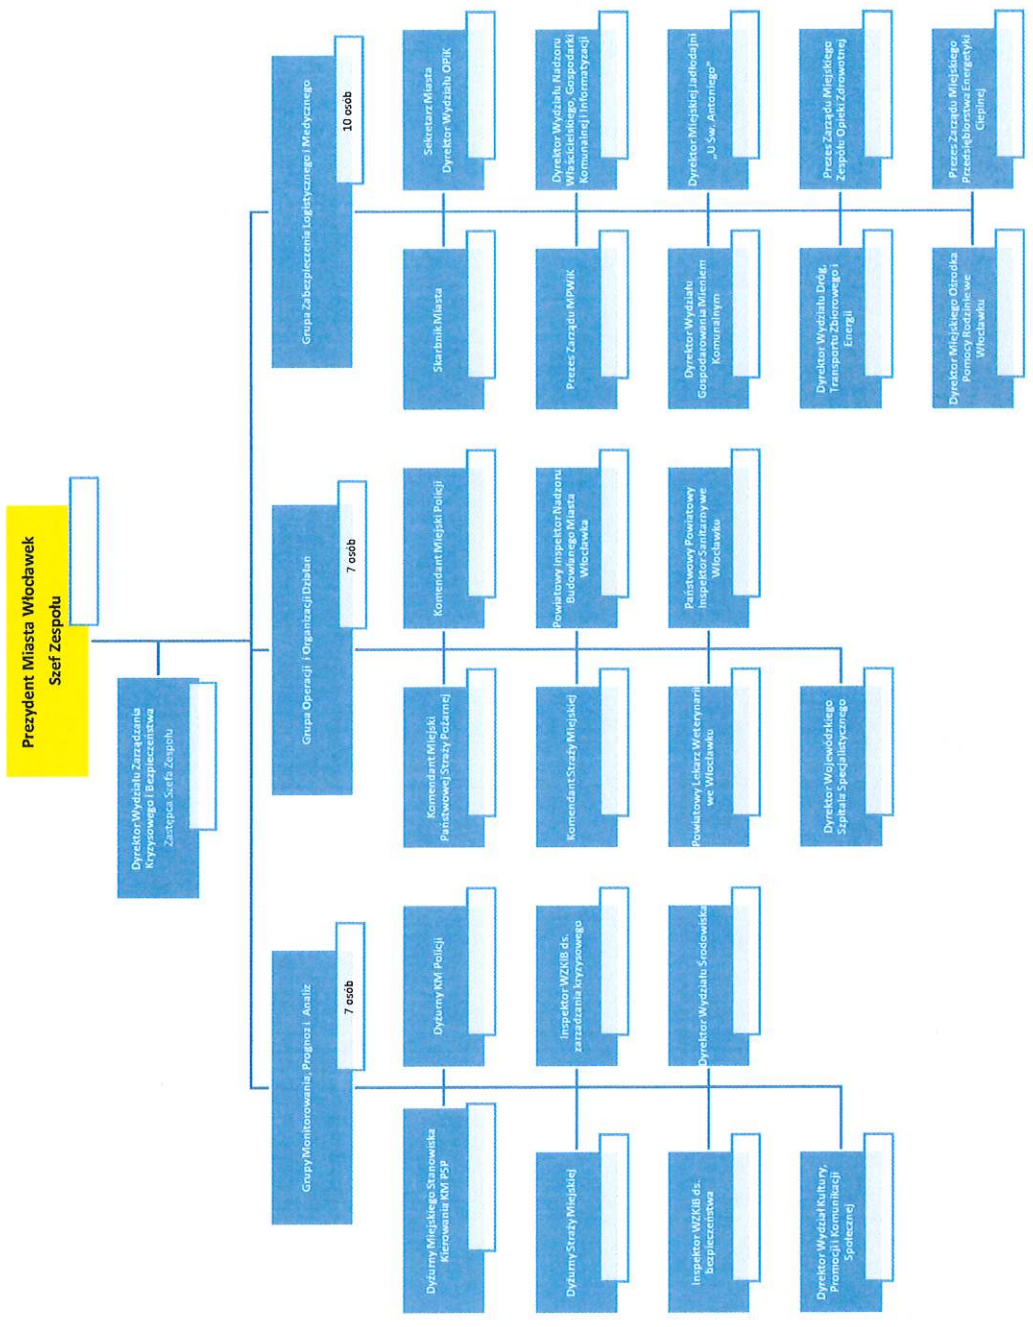 Prezydent Miasta Włocławek
Szef Zespołu
Dyrektor Wydziału Zarządzania
Kryzysowego i Bezpieczeństwa
Zastępca Szefa Zespołu
Grupy Monitorowania, Prognoz i Analiz
7 osób
Dyżurny Miejskiego Stanowiska
Kierowania KM PSP
Dyżurny KM Policji
Dyżurny Straży Miejskiej
Inspektor WZKiB ds.
zarzadzania kryzysowego
Inspektor WZKiB ds.
bezpieczeństwa
Dyrektor Wydziału Środowiska
Dyrektor Wydział Kultury,
Promocji i Komunikacji
Społecznej
Grupa Operacji i Organizacji Działań
7 osób
Komendant Miejski
Państwowej Straży Pożarnej
Komendant Miejski Policji
Komendant Straży Miejskiej
Powiatowy Inspektor Nadzoru
Budowlanego Miasta
Włocławka
Powiatowy Lekarz Weterynarii
we Włocławku
Państwowy Powiatowy
Inspektor Sanitarny we
Włocławku
Dyrektor Wojewódzkiego
Szpitala Specjalistycznego
Grupa Zabezpieczenia Logistycznego i Medycznego
10 osób
Skarbnik Miasta
Sekretarz Miasta
Dyrektor Wydziału OPiK
Prezes Zarządu MPWiK
Dyrektor Wydziału Nadzoru
Właścicielskiego, Gospodarki
Komunalnej i Informatyzacji
Dyrektor Wydziału
Gospodarowania Mieniem
Komunalnym
Dyrektor Miejskiej Jadłodajni
„U Św. Antoniego"
Dyrektor Wydziału Dróg,
Transportu Zbiorowego i
Energii
Prezes Zarządu Miejskiego
Zespołu Opieki Zdrowotnej
Dyrektor Miejskiego Ośrodka
Pomocy Rodzinie we
Włocławku
Prezes Zarządu Miejskiego
Przedsiębiorstwa Energetyki
Cieplnej